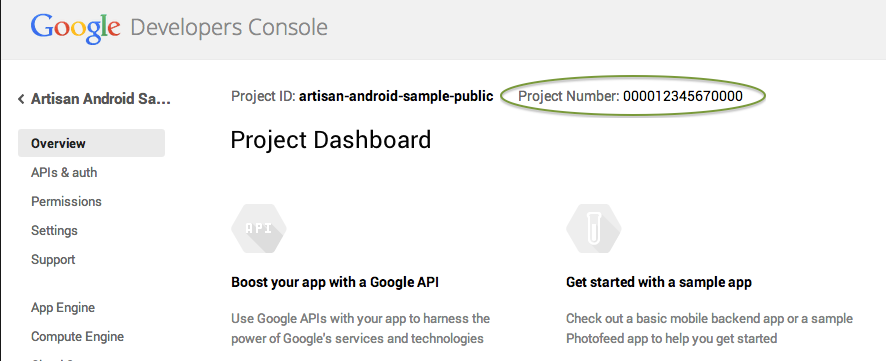 Google Developers Console
Artisan Android Sa...
Project ID: artisan-android-sample-public Project Number: 000012345670000
Overview
Project Dashboard
APIs & auth
Permissions
Settings
Support
App Engine
Compute Engine
API
Boost your app with a Google API
Use Google APIs with your app to harness the
power of Google's services and technologies
Get started with a sample app
Check out a basic mobile backend app or a sample
Photofeed app to help you get started